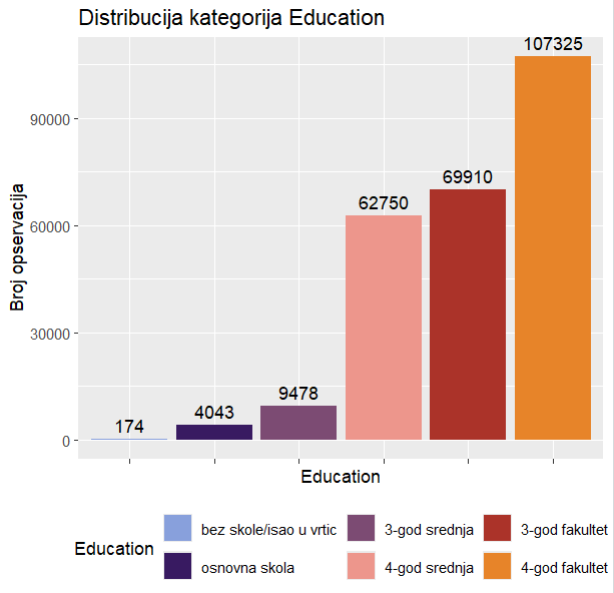 Distribucija kategorija Education
107325
90000
69910
62750
60000
Broj opservacija
30000
9478
4043
174
0
Education
Education
bez skole/isao u vrtic
3-god srednja
3-god fakultet
osnovna skola
4-god srednja
4-god fakultet